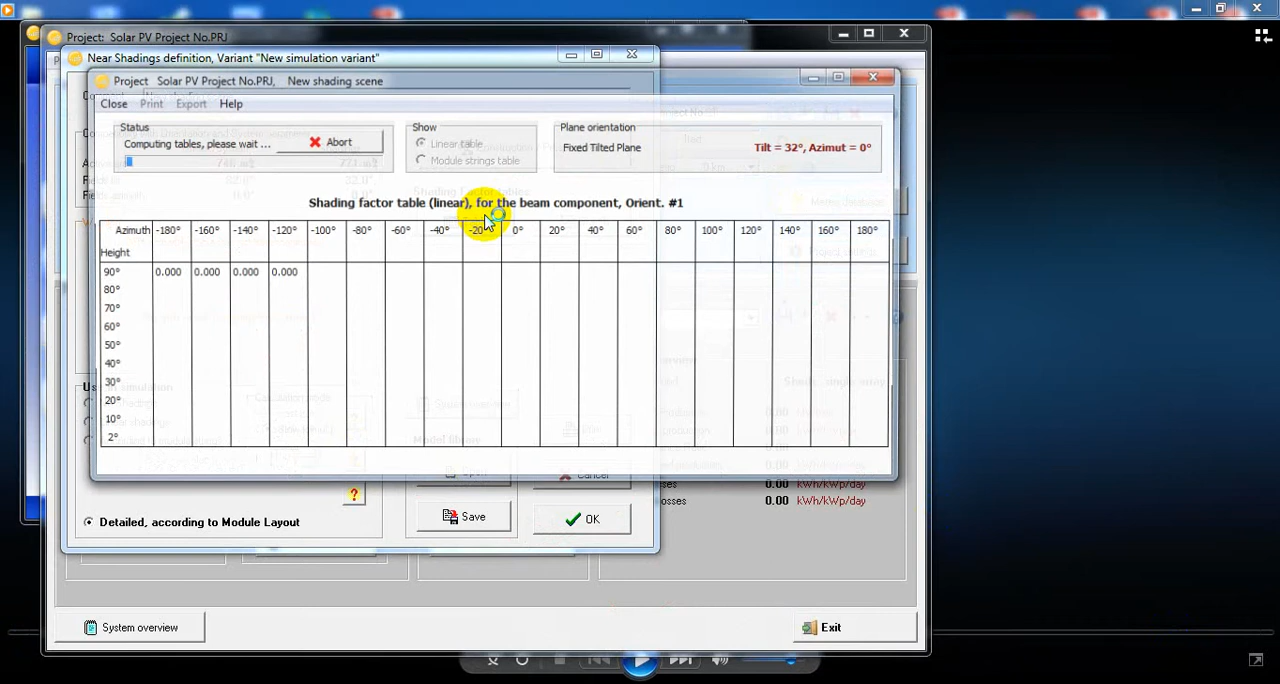 Project: Solar PV Project No.PRJ
Near Shadings definition, Variant "New simulation variant"
Project Solar PV Project No.PRJ, New shading scene
Close Print Export Help
Status
Computing tables, please wait ...
Abort
Show
Linear table
Module strings table
Plane orientation
Fixed Tilted Plane
Tilt = 32°, Azimuth = 0°
Shading factor table (linear), for the beam component, Orient. #1
Azimuth -180° -160° -140° -120° -100° -80° -60° -40° -20° 0° 20° 40° 60° 80° 100° 120° 140° 160° 180°
Height
90° 0.000 0.000 0.000 0.000
80°
70°
60°
50°
40°
30°
20°
10°
2°
Open
Cancel
0.00 kWh/kWp/day
0.00 kWh/kWp/day
?
Detailed, according to Module Layout
Save
OK
System overview
Exit